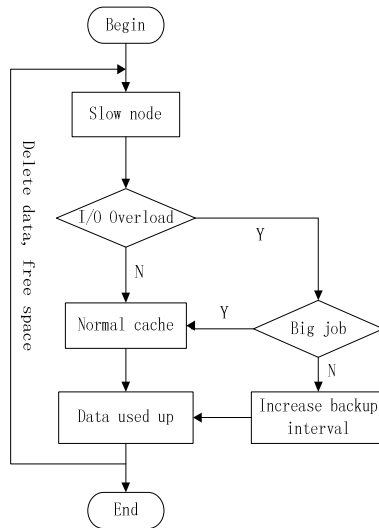 Begin
Slow node
Delete data, free space
I/O Overload
Y
N
Normal cache
Y
Big job
N
Data used up
Increase backup
interval
End